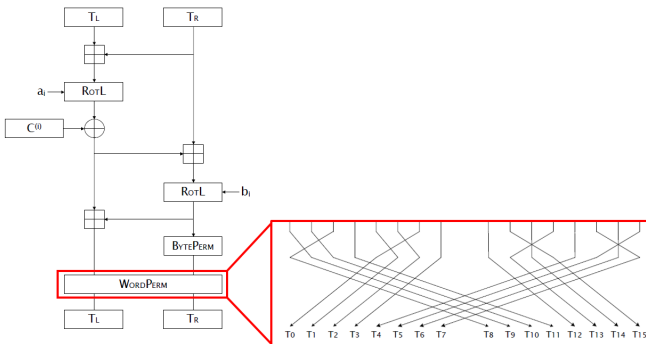 TL TR
aᵢ RotL
C⁽ⁱ⁾
RotL bᵢ
BytePerm
WordPerm
TL TR
T0 T1 T2 T3 T4 T5 T6 T7 T8 T9 T10 T11 T12 T13 T14 T15